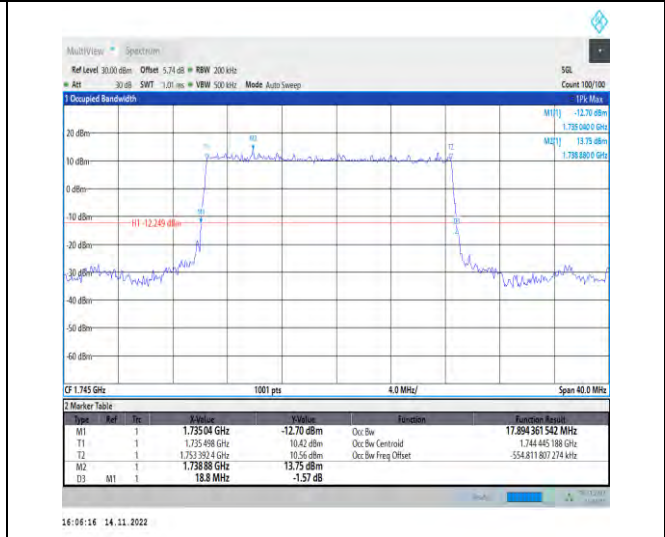 MultiView Spectrum
Ref Level 30.00 dBm Offset 5.74 dB RBW 200 kHz SGL
Att 30 dB SWT 1.01 ms VBW 500 kHz Mode Auto Sweep Count 100/100
1 Occupied Bandwidth 1Pk Max
M1[1] -12.70 dBm
1.735 040 0 GHz
M2[1] 13.75 dBm
1.738 880 0 GHz
20 dBm
T1 M2 T2
10 dBm
0 dBm
-10 dBm
M1 D3
H1 -12.249 dBm
-20 dBm
-30 dBm
-40 dBm
-50 dBm
-60 dBm
CF 1.745 GHz 1001 pts 4.0 MHz/ Span 40.0 MHz
2 Marker Table
Type Ref Trc X-Value Y-Value Function Function Result
M1 1 1.735 04 GHz -12.70 dBm Occ Bw 17.894 361 542 MHz
T1 1 1.735 498 GHz 10.42 dBm Occ Bw Centroid 1.744 445 188 GHz
T2 1 1.753 392 4 GHz 10.56 dBm Occ Bw Freq Offset -554.811 807 274 kHz
M2 1 1.738 88 GHz 13.75 dBm
D3 M1 1 18.8 MHz -1.57 dB
16:06:16 14.11.2022